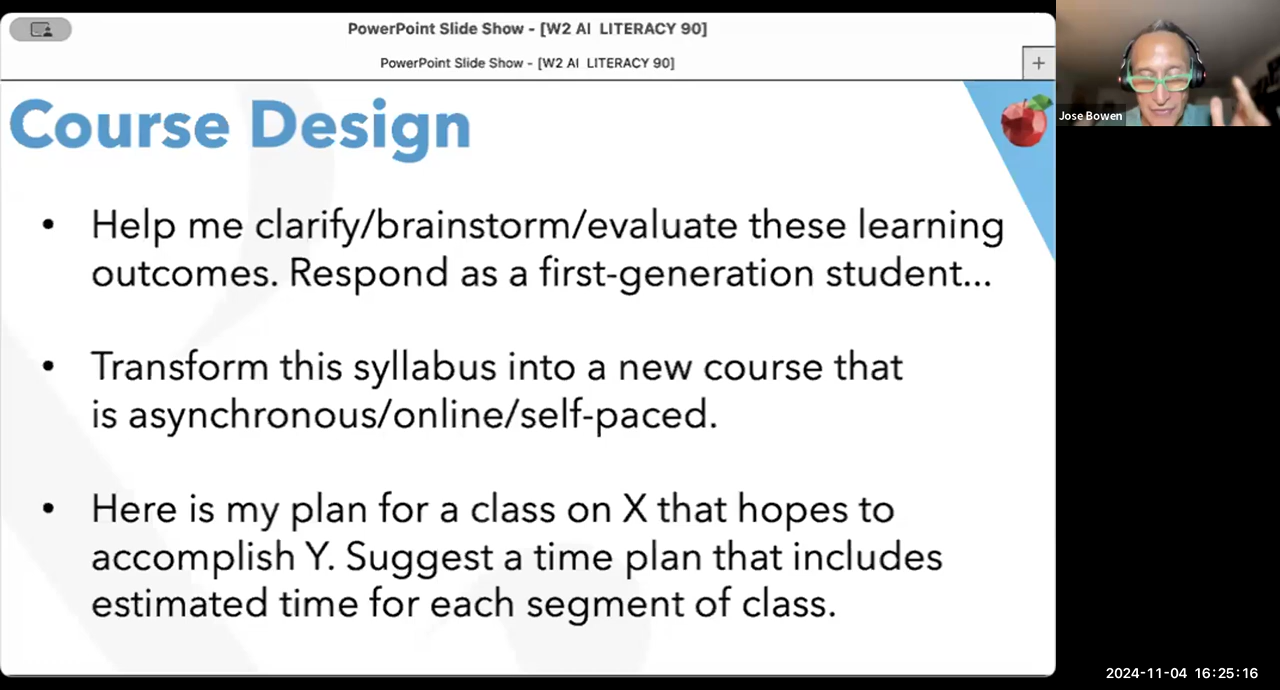 PowerPoint Slide Show - [W2 AI LITERACY 90]
PowerPoint Slide Show - [W2 AI LITERACY 90]
+
Course Design
Jose Bowen
• Help me clarify/brainstorm/evaluate these learning
outcomes. Respond as a first-generation student...
• Transform this syllabus into a new course that
is asynchronous/online/self-paced.
• Here is my plan for a class on X that hopes to
accomplish Y. Suggest a time plan that includes
estimated time for each segment of class.
2024-11-04 16:25:16